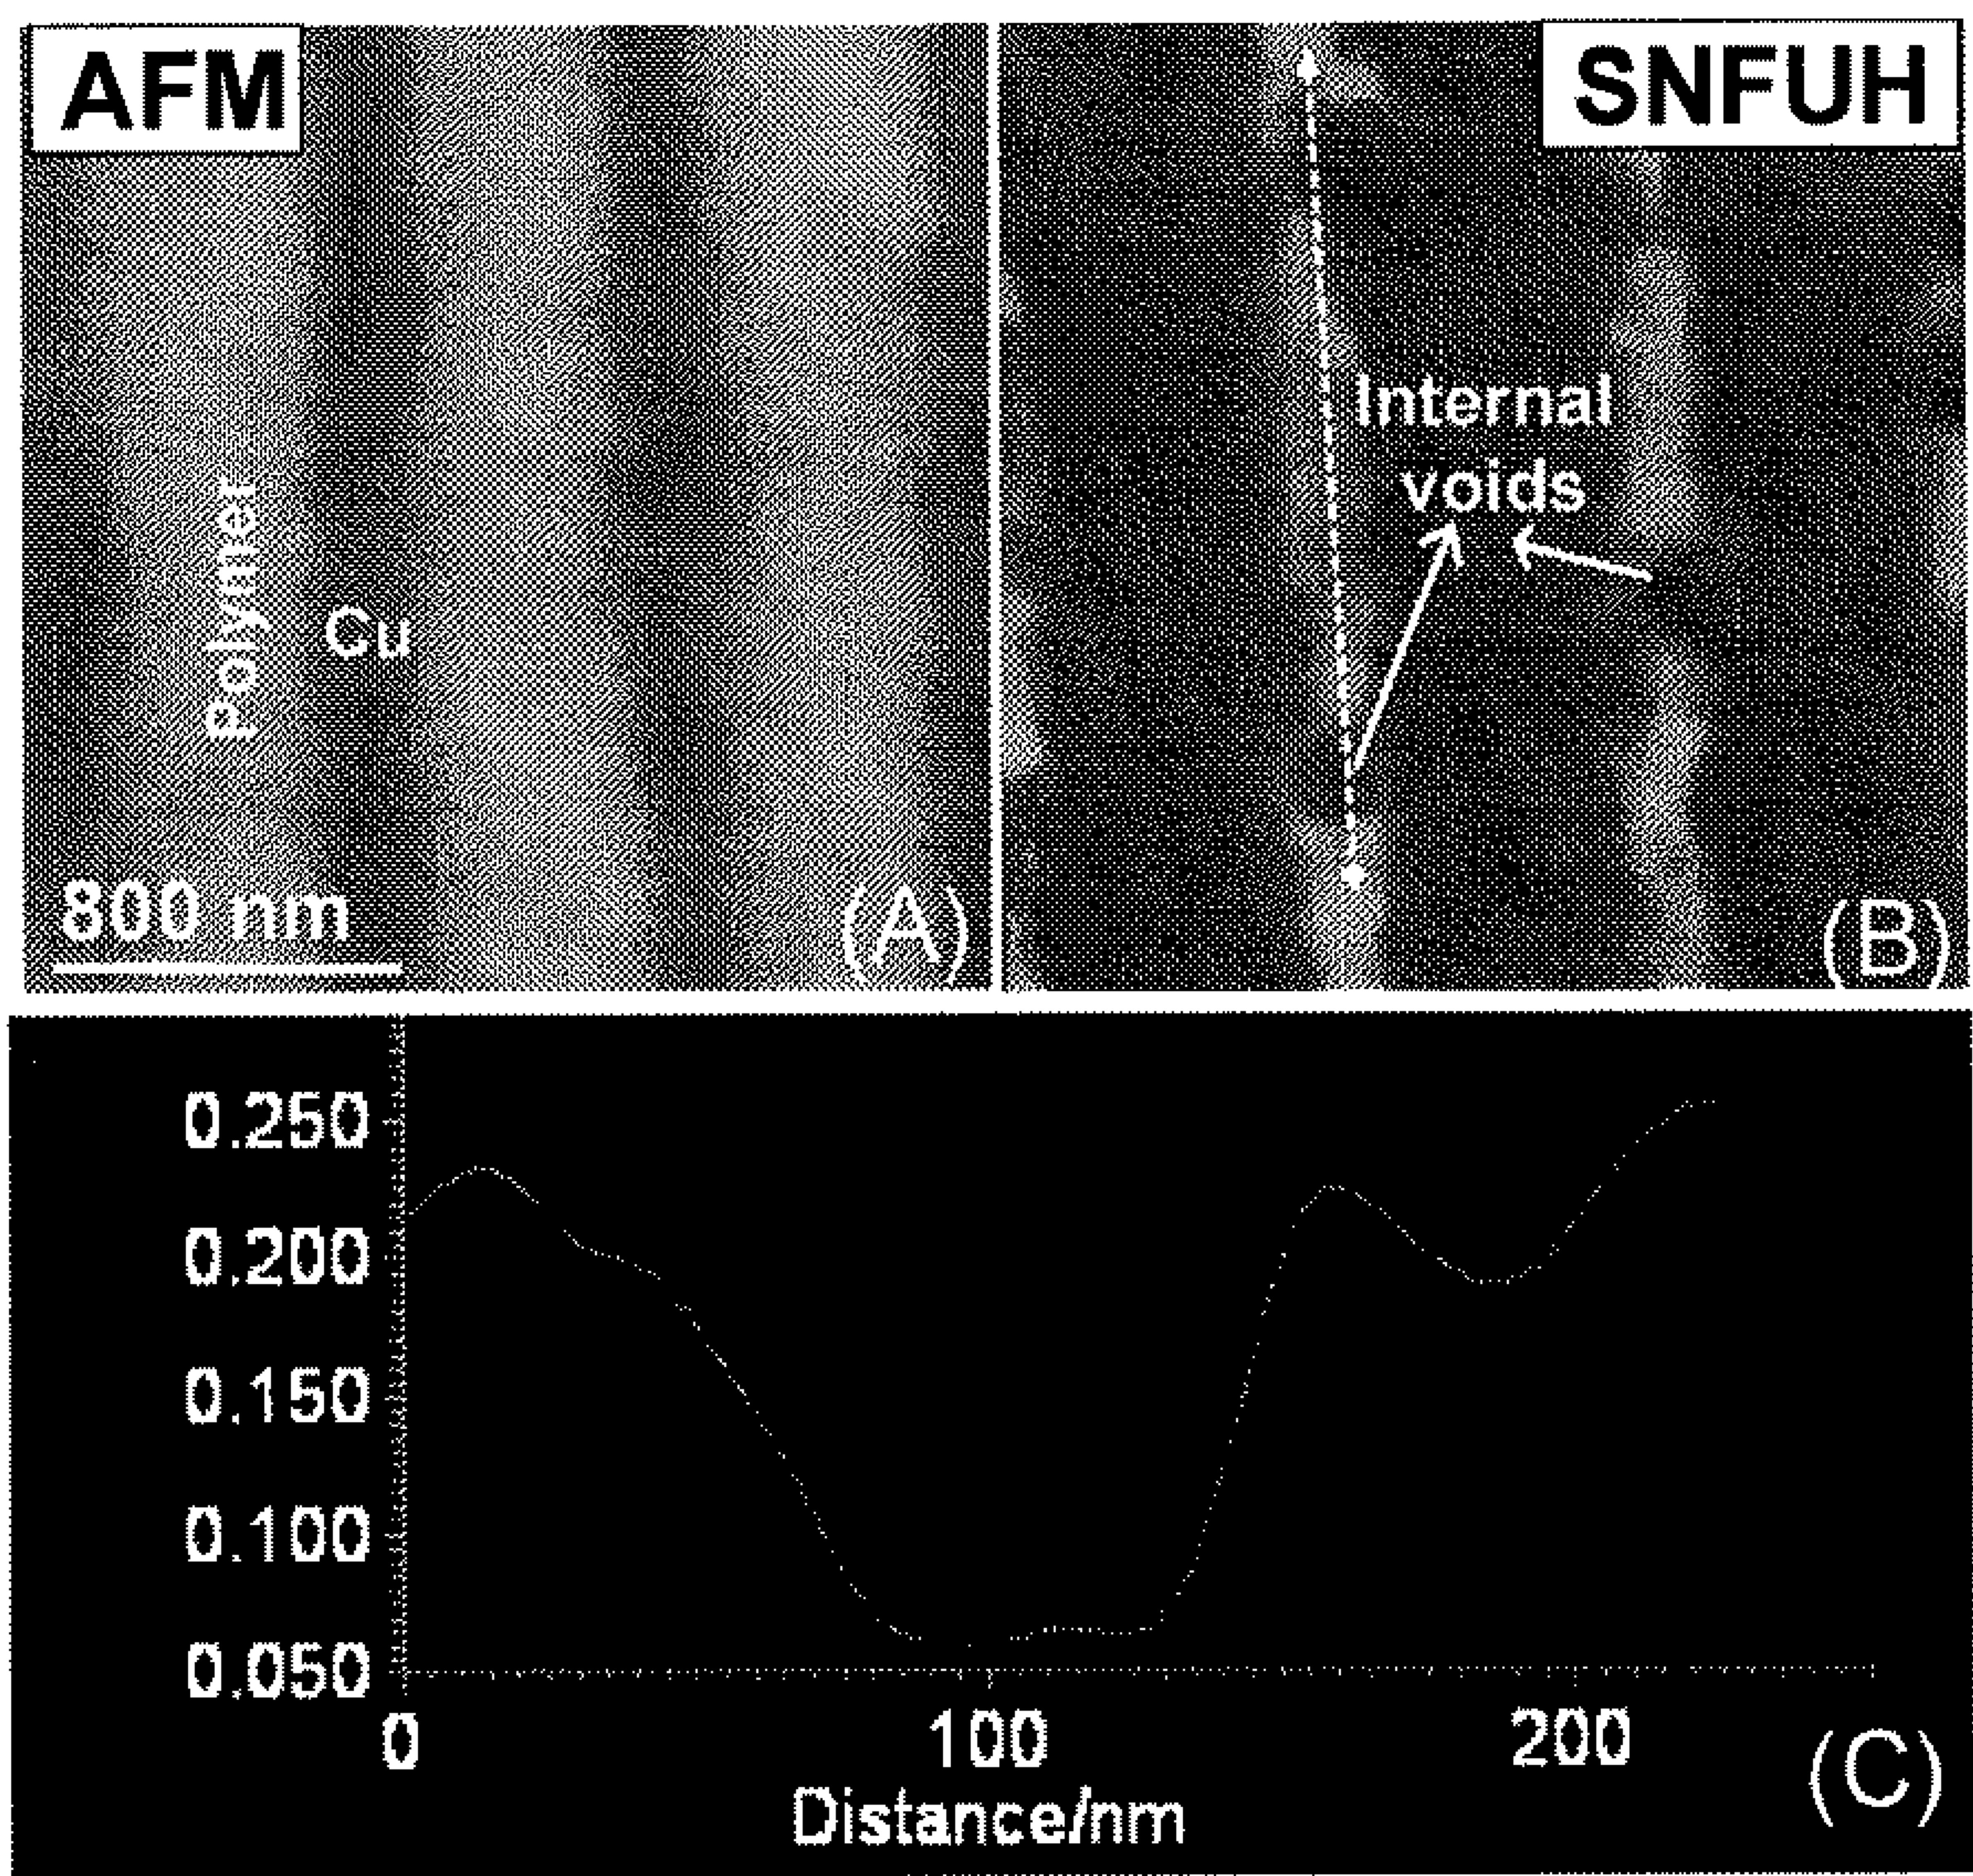 AFM
SNFUH
Internal
voids
Polymer
Cu
800 nm
(A)
(B)
0.250
0.200
0.150
0.100
0.050
0
100
200
Distance/nm
(C)